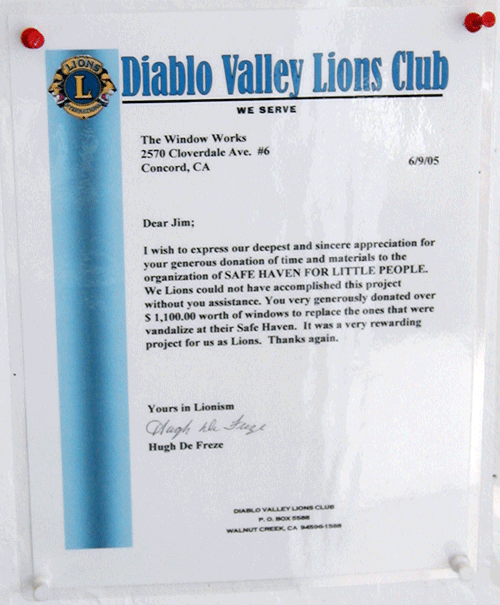 LIONS
L
INTERNATIONAL
Diablo Valley Lions Club
WE SERVE
The Window Works
2570 Cloverdale Ave. #6
Concord, CA
6/9/05
Dear Jim;
I wish to express our deepest and sincere appreciation for
your generous donation of time and materials to the
organization of SAFE HAVEN FOR LITTLE PEOPLE.
We Lions could not have accomplished this project
without you assistance. You very generously donated over
$ 1,100.00 worth of windows to replace the ones that were
vandalize at their Safe Haven. It was a very rewarding
project for us as Lions. Thanks again.
Yours in Lionism
Hugh De Freze
Hugh De Freze
DIABLO VALLEY LIONS CLUB
P. O. BOX 5588
WALNUT CREEK, CA 94596-1588